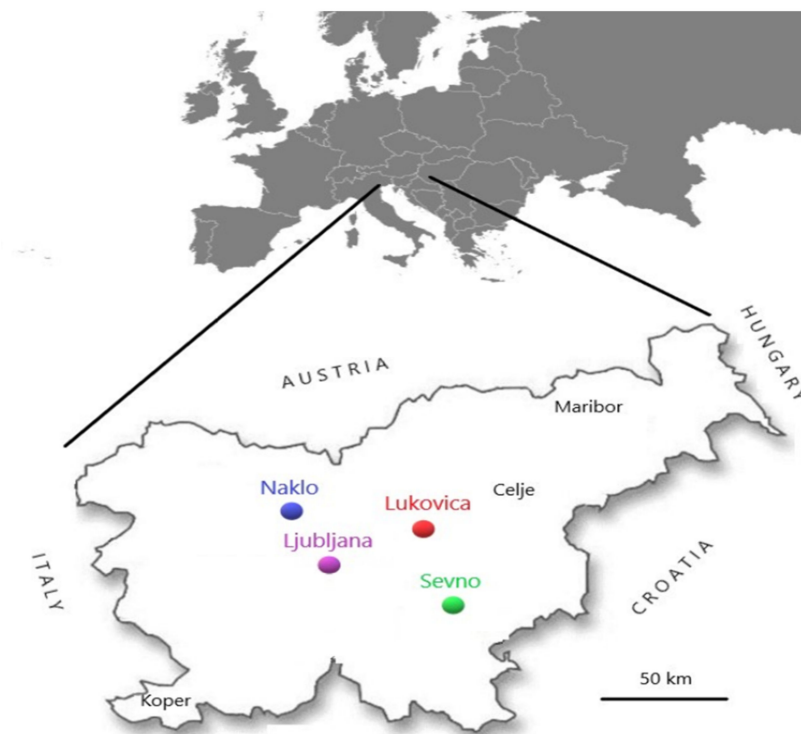 HUNGARY
AUSTRIA
Maribor
Naklo
Lukovica
Celje
Ljubljana
Sevno
ITALY
CROATIA
Koper
50 km